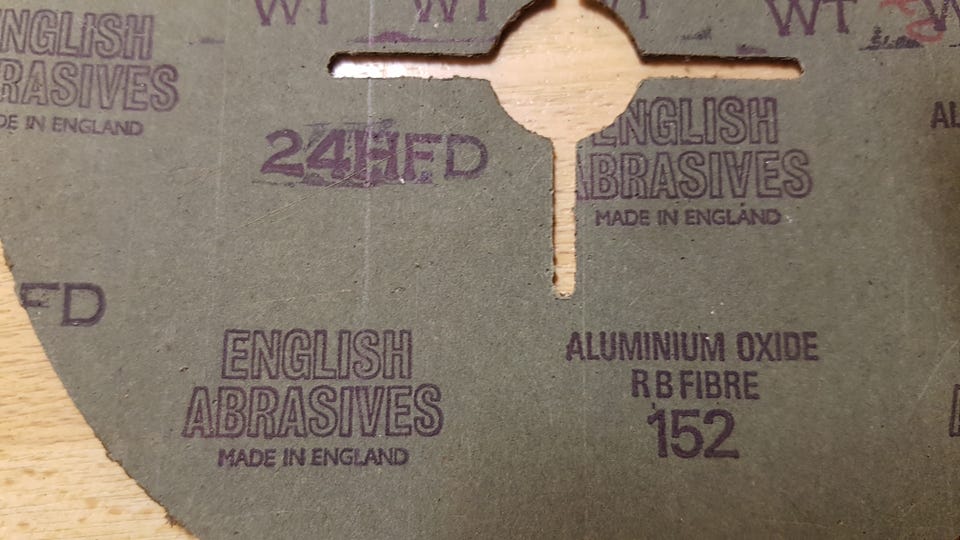 WT WT WT WT W
ENGLISH
ABRASIVES
MADE IN ENGLAND
24HFD
ENGLISH
ABRASIVES
MADE IN ENGLAND
AL
FD
ENGLISH
ABRASIVES
MADE IN ENGLAND
ALUMINIUM OXIDE
R B FIBRE
152